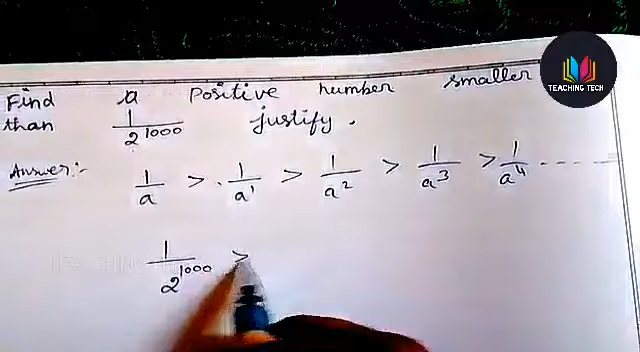 Find a Positive number smaller
than 1/2^1000 justify.
Answer:- 1/a > 1/a^1 > 1/a^2 > 1/a^3 > 1/a^4 ----
1/2^1000 >
TEACHING TECH